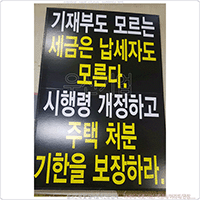 기재부도 모르는
세금은 납세자도
모른다.
시행령 개정하고
주택 처분
기한을 보장하라.